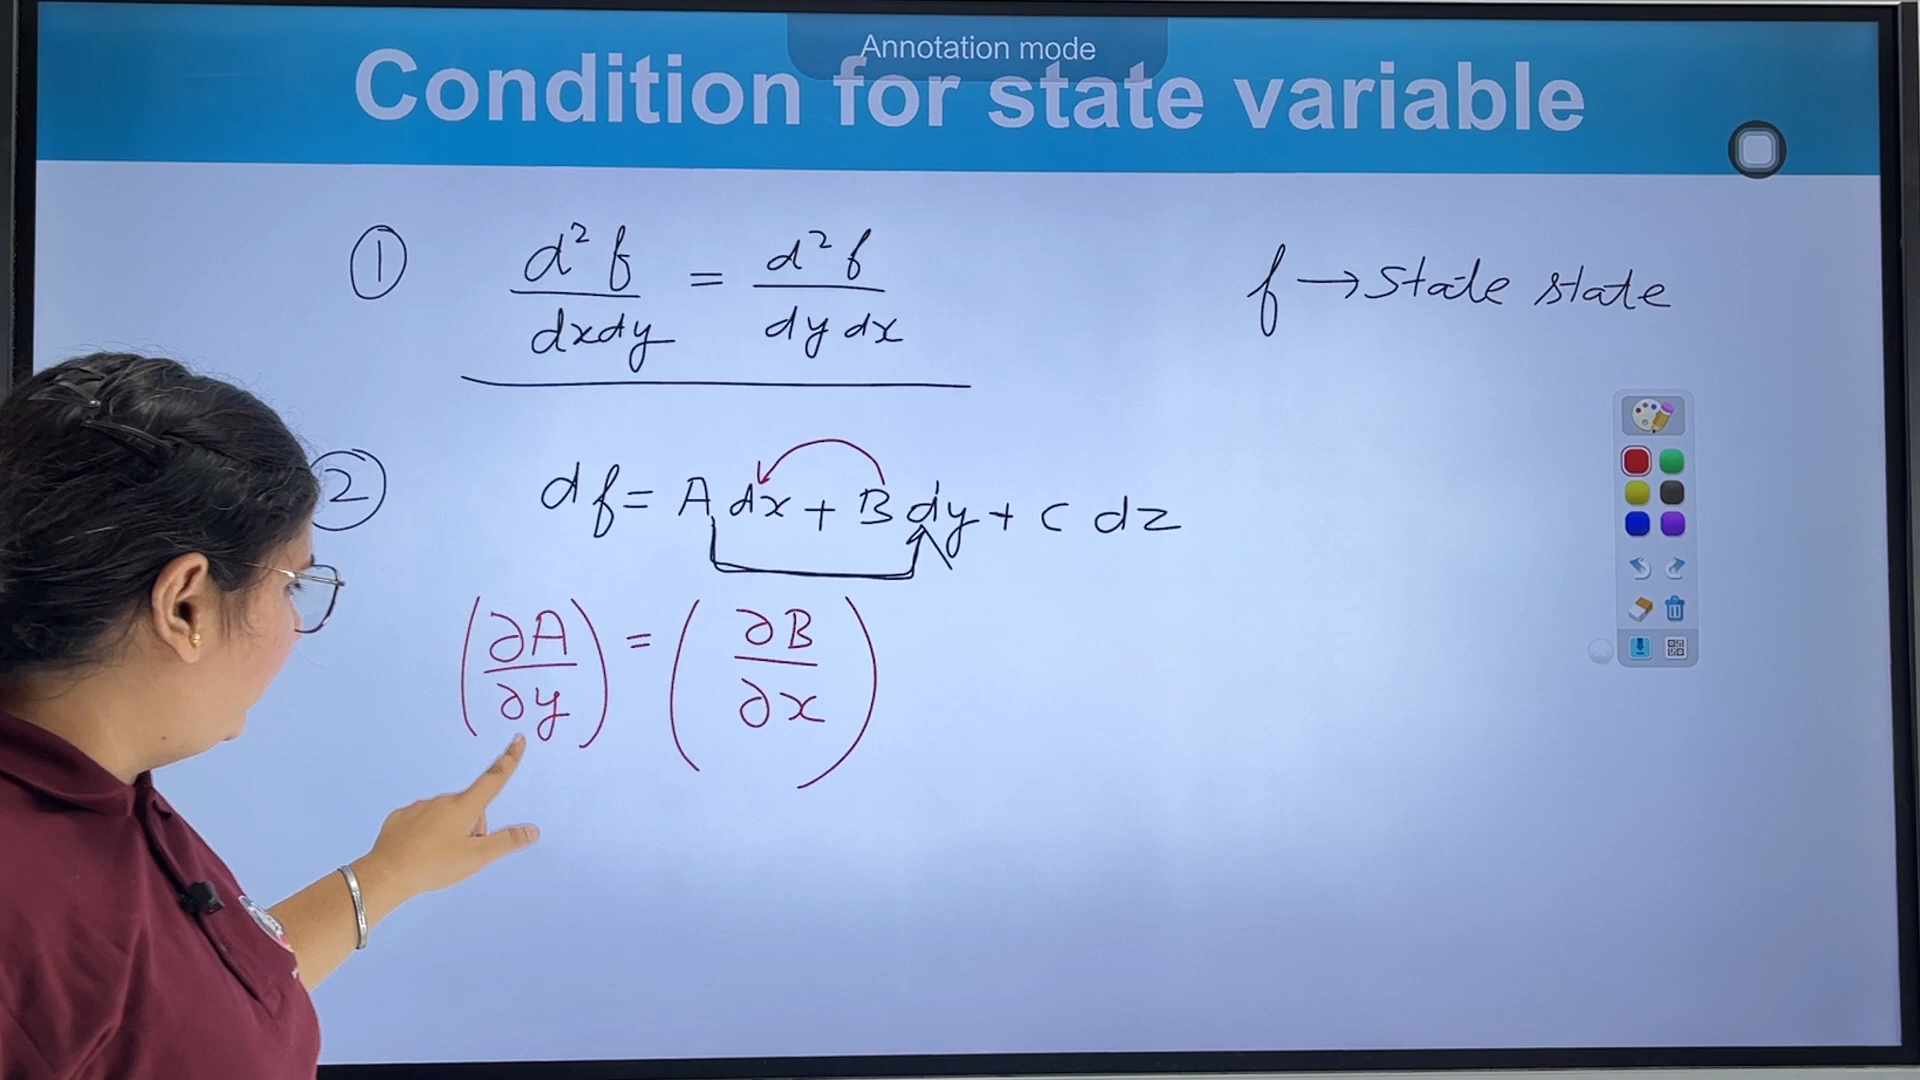 Annotation mode
Condition for state variable
① d²f/dxdy = d²f/dydx
f → State state
② df = A dx + B dy + C dz
(∂A/∂y) = (∂B/∂x)